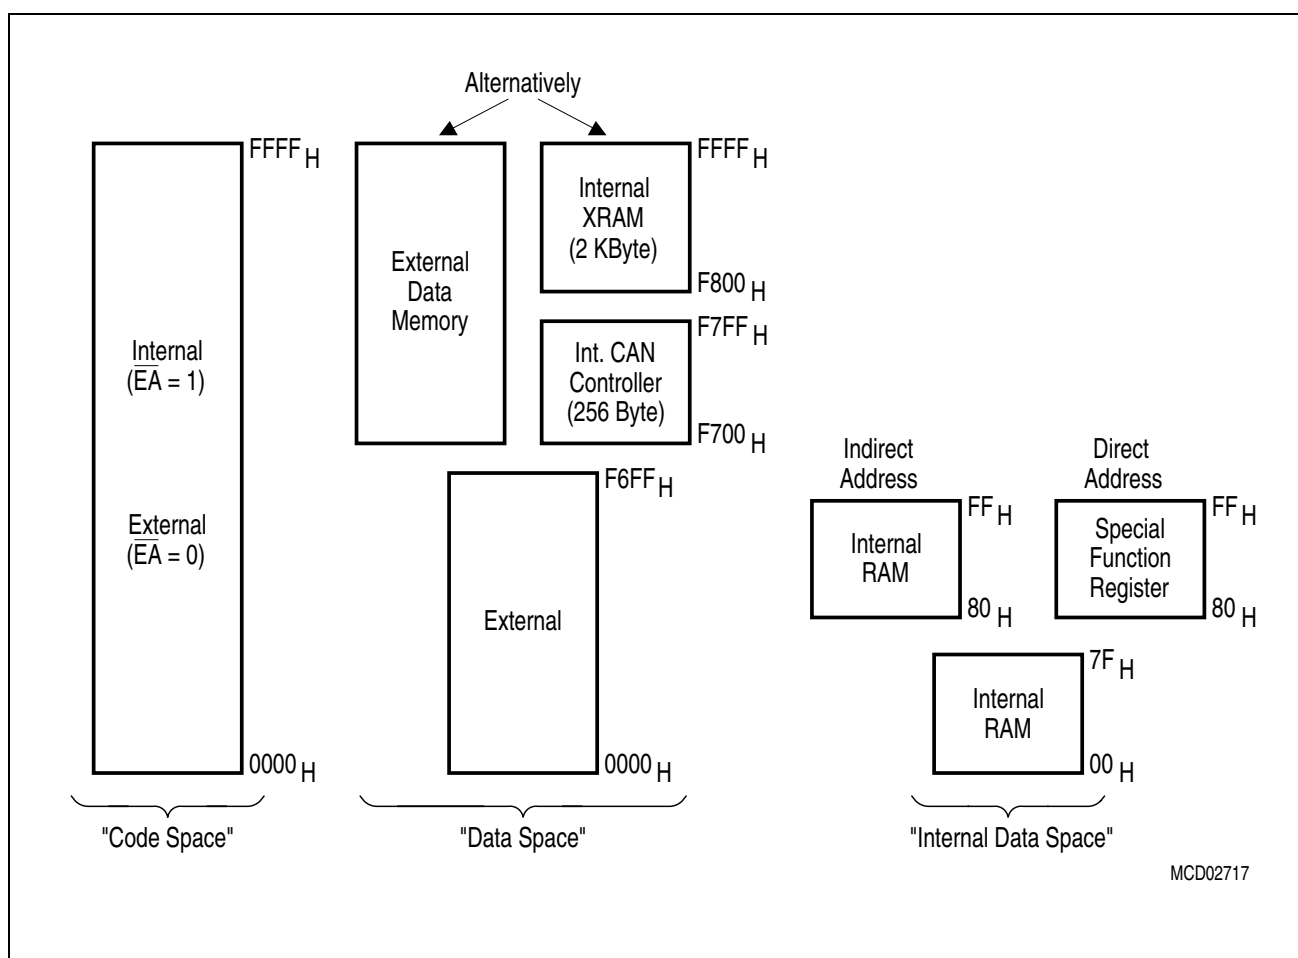 Alternatively
FFFF H
Internal
(EA = 1)
External
(EA = 0)
0000 H
"Code Space"
External
Data
Memory
FFFF H
Internal
XRAM
(2 KByte)
F800 H
F7FF H
Int. CAN
Controller
(256 Byte)
F700 H
F6FF H
External
0000 H
"Data Space"
Indirect
Address
FF H
Internal
RAM
80 H
Direct
Address
FF H
Special
Function
Register
80 H
7F H
Internal
RAM
00 H
"Internal Data Space"
MCD02717